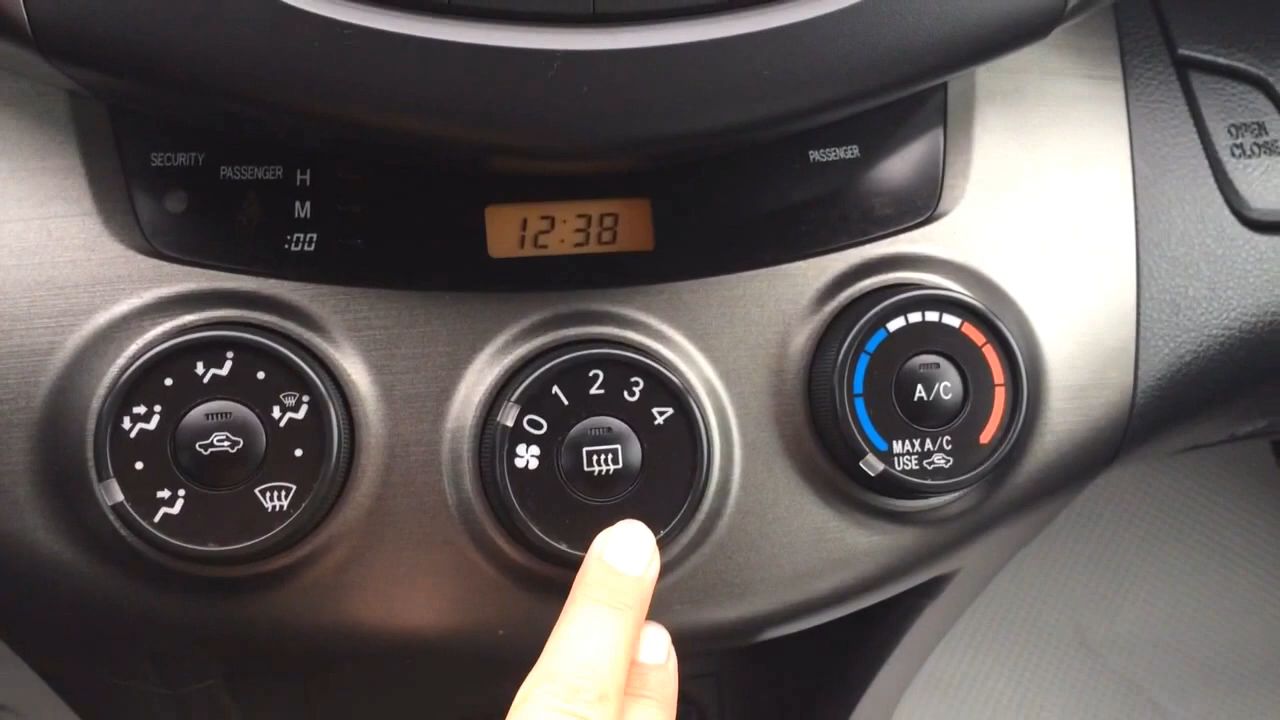 SECURITY
PASSENGER
H
M
:00
12:38
PASSENGER
OPEN
CLOSE
0 1 2 3 4
A/C
MAX A/C
USE